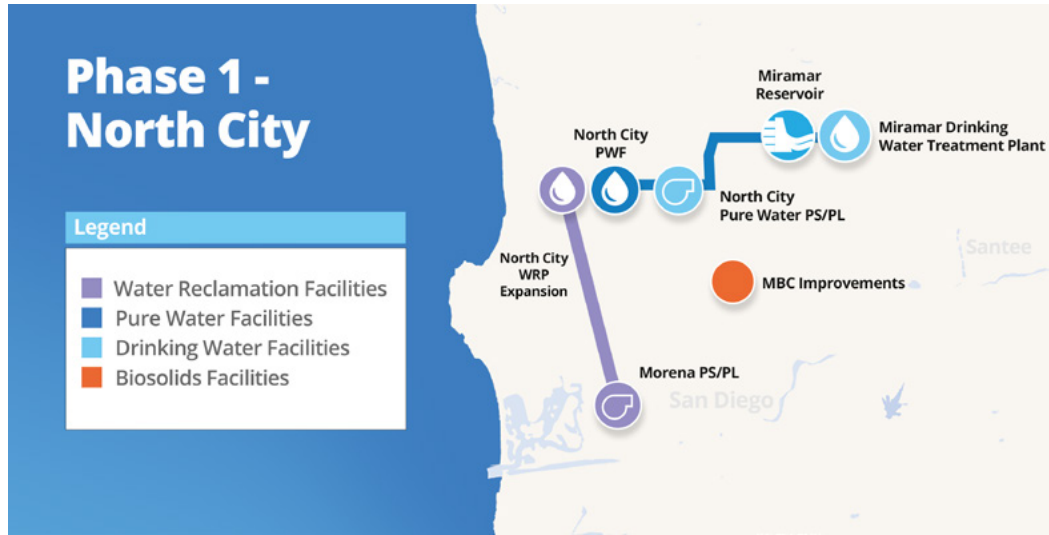 Phase 1 -
North City
Legend
Water Reclamation Facilities
Pure Water Facilities
Drinking Water Facilities
Biosolids Facilities
Miramar
Reservoir
Miramar Drinking
Water Treatment Plant
North City
PWF
North City
Pure Water PS/PL
North City
WRP
Expansion
Santee
MBC Improvements
Morena PS/PL
San Diego